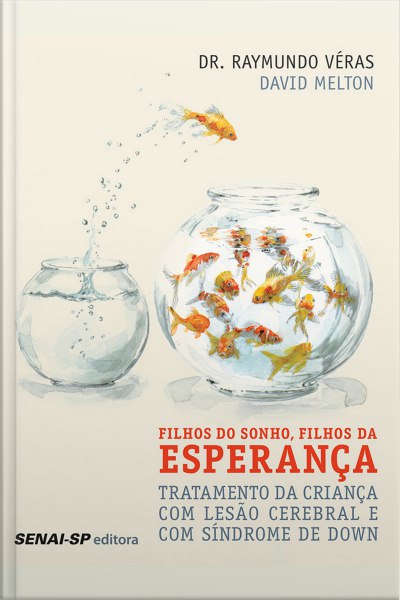 DR. RAYMUNDO VÉRAS
DAVID MELTON
FILHOS DO SONHO, FILHOS DA
ESPERANÇA
TRATAMENTO DA CRIANÇA
COM LESÃO CEREBRAL E
COM SÍNDROME DE DOWN
SENAI-SP editora